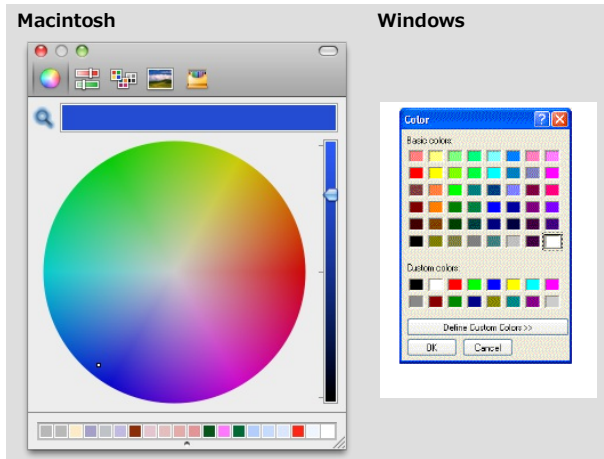 Macintosh
Windows
Color
Basic colors:
Custom colors:
Define Custom Colors >>
OK
Cancel